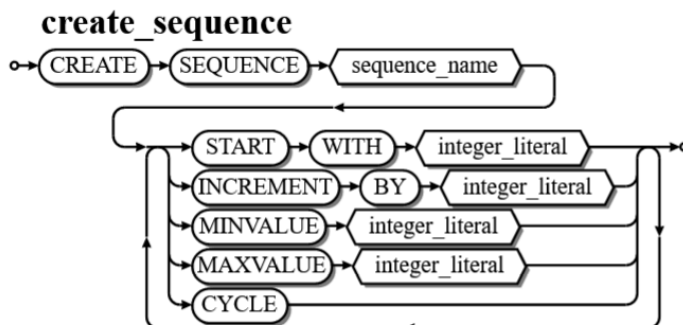 create_sequence
CREATE SEQUENCE sequence_name
START WITH integer_literal
INCREMENT BY integer_literal
MINVALUE integer_literal
MAXVALUE integer_literal
CYCLE